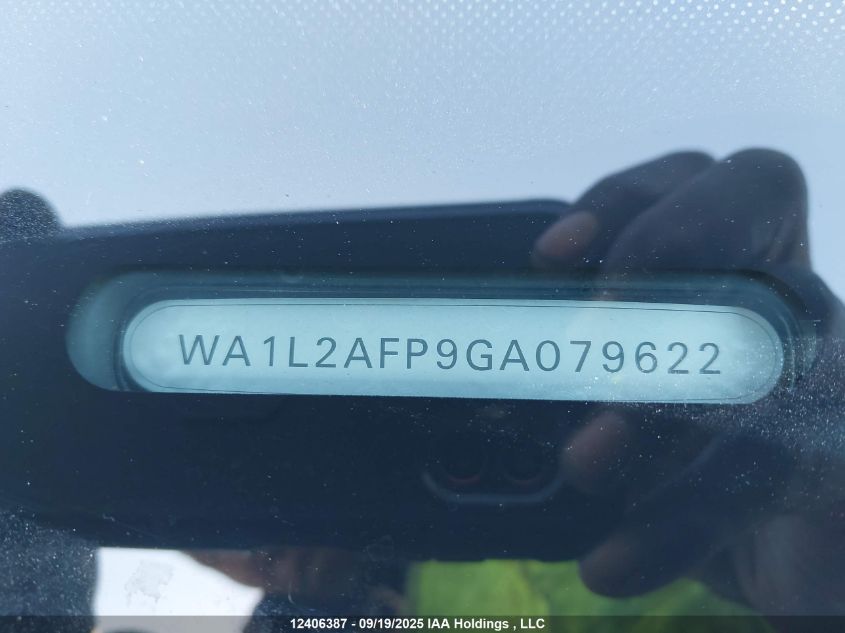 WA1L2AFP9GA079622
12406387 - 09/19/2025 IAA Holdings , LLC